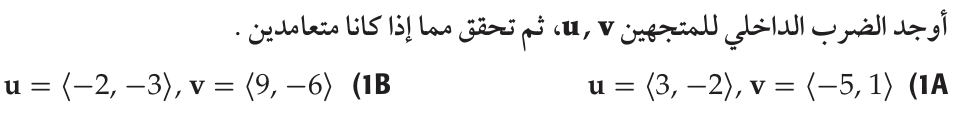 أوجد الضرب الداخلي للمتجهين u, v، ثم تحقق مما إذا كانا متعامدين .
1A) u = ⟨3, −2⟩, v = ⟨−5, 1⟩ 1B) u = ⟨−2, −3⟩, v = ⟨9, −6⟩